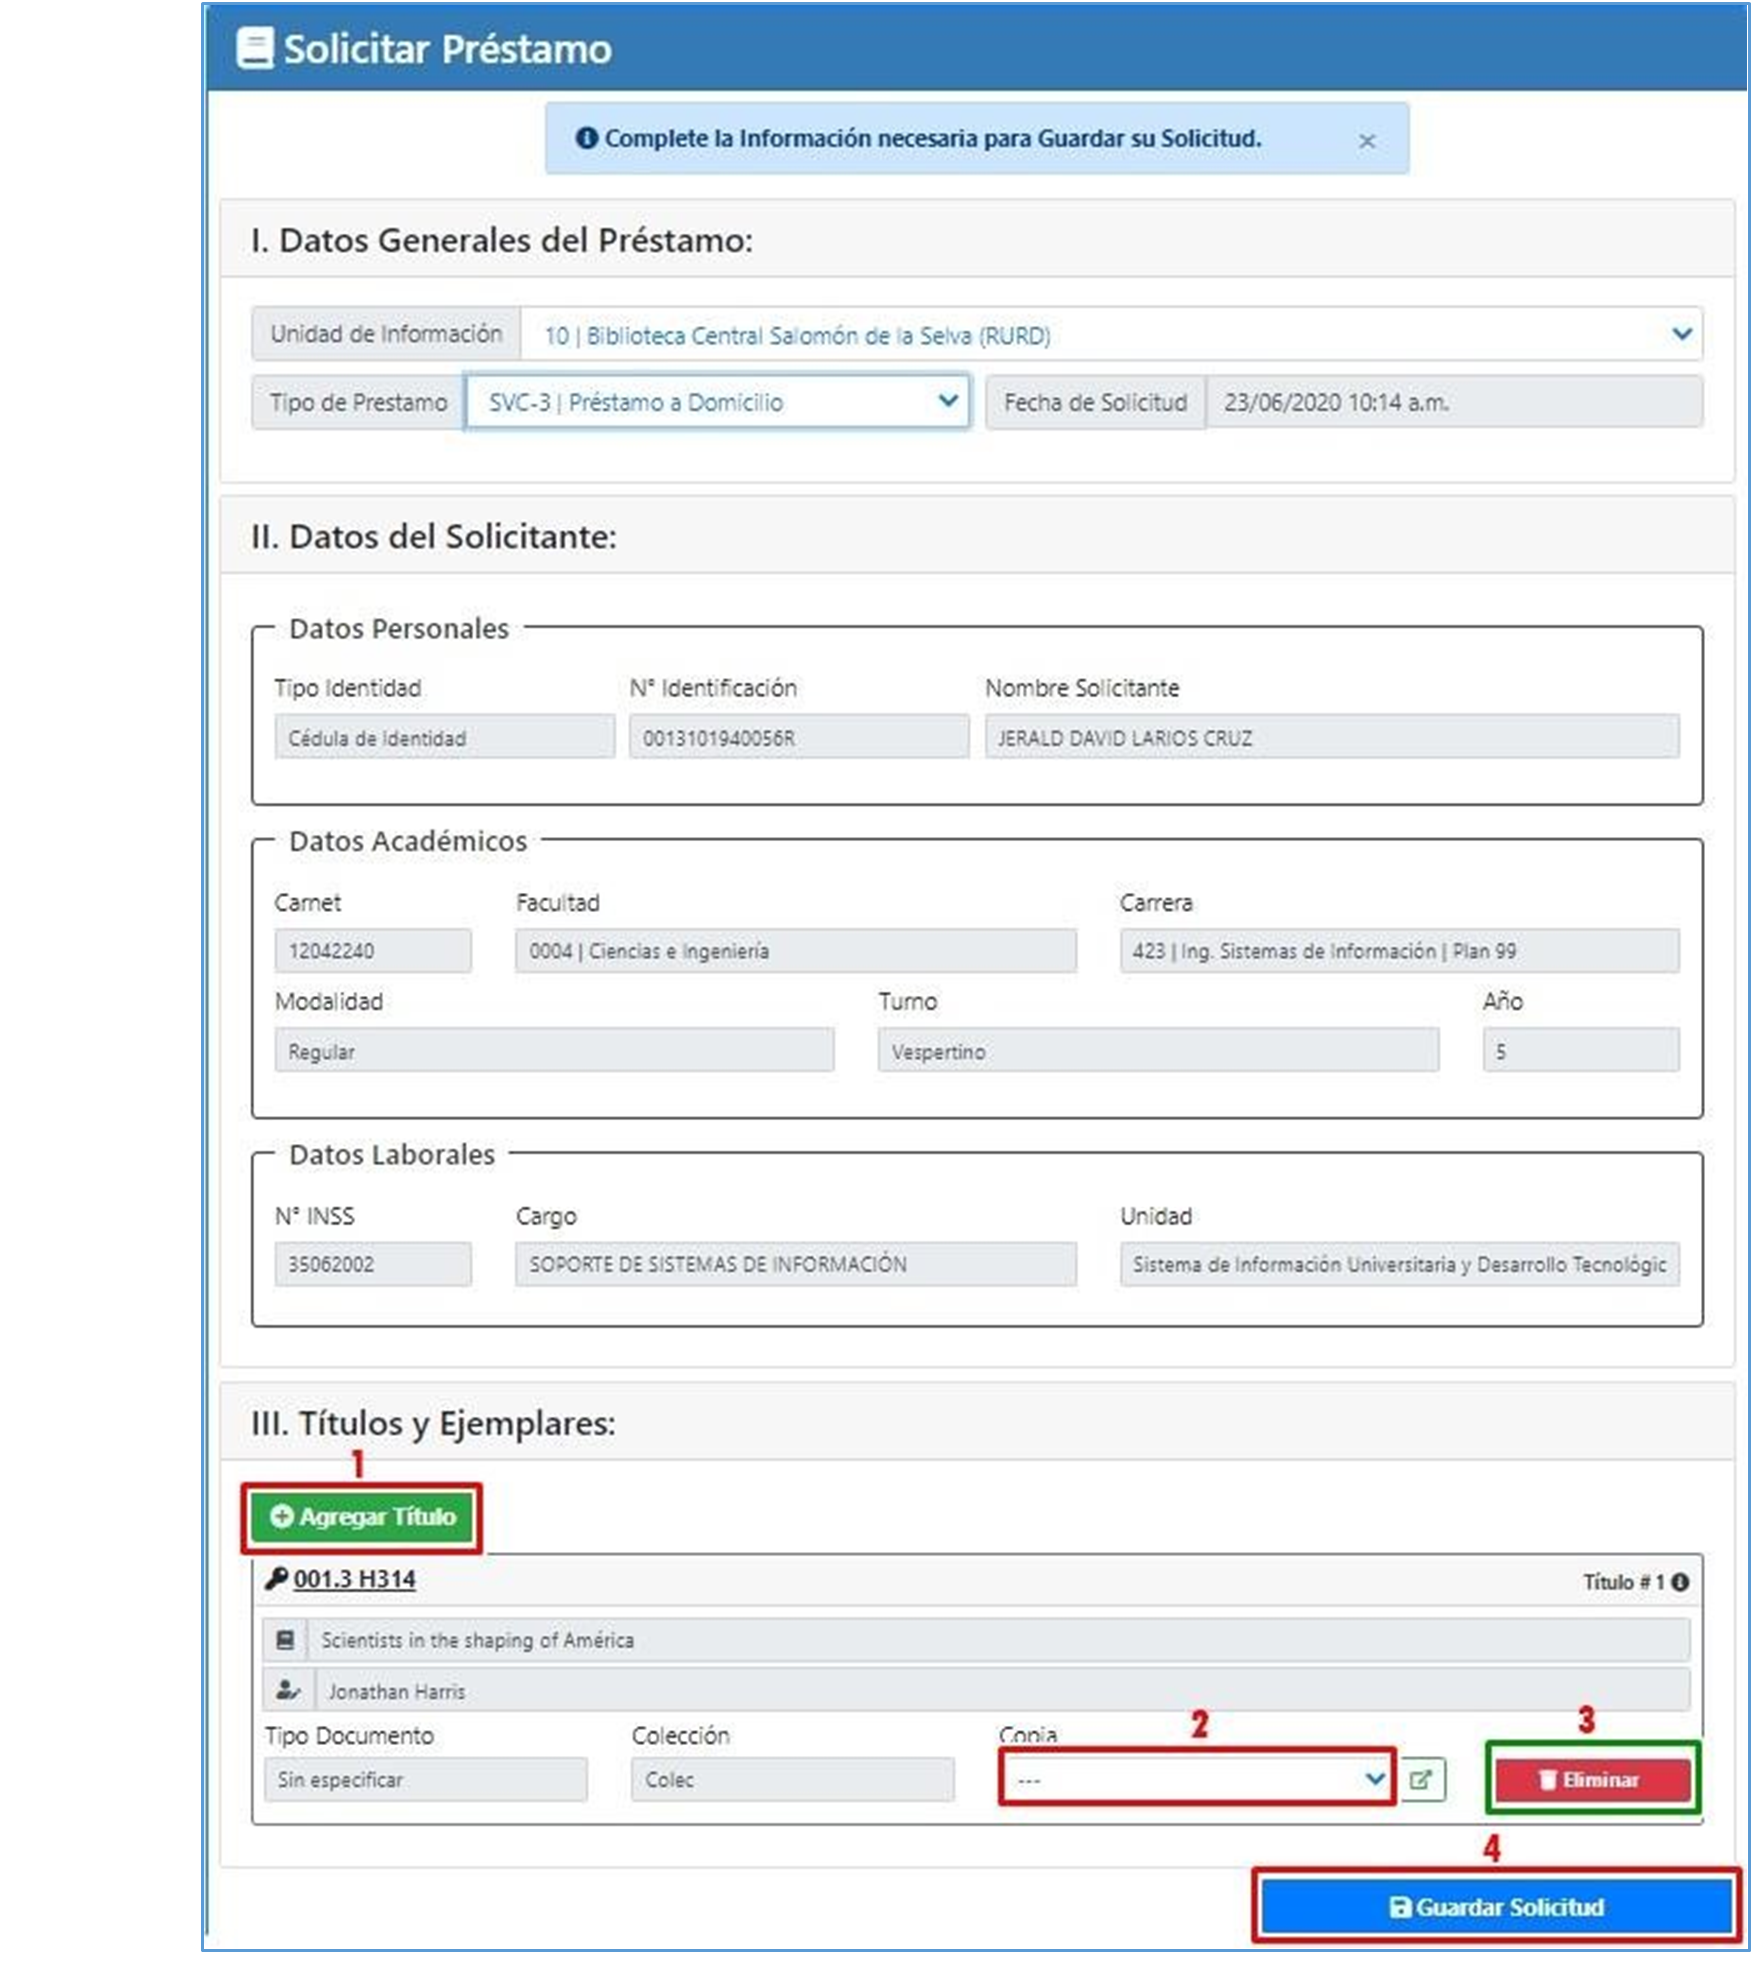 Solicitar Préstamo
Complete la Información necesaria para Guardar su Solicitud. ×
I. Datos Generales del Préstamo:
Unidad de Información 10 | Biblioteca Central Salomón de la Selva (RURD)
Tipo de Prestamo SVC-3 | Préstamo a Domicilio Fecha de Solicitud 23/06/2020 10:14 a.m.
II. Datos del Solicitante:
Datos Personales
Tipo Identidad N° Identificación Nombre Solicitante
Cédula de Identidad 0013101940056R JERALD DAVID LARIOS CRUZ
Datos Académicos
Carnet Facultad Carrera
12042240 0004 | Ciencias e Ingeniería 423 | Ing. Sistemas de Información | Plan 99
Modalidad Turno Año
Regular Vespertino 5
Datos Laborales
N° INSS Cargo Unidad
35062002 SOPORTE DE SISTEMAS DE INFORMACIÓN Sistema de Información Universitaria y Desarrollo Tecnológic
III. Títulos y Ejemplares:
1
Agregar Título
001.3 H314 Título # 1
Scientists in the shaping of América
Jonathan Harris
2 3
Tipo Documento Colección Copia
Sin especificar Colec --- Eliminar
4
Guardar Solicitud